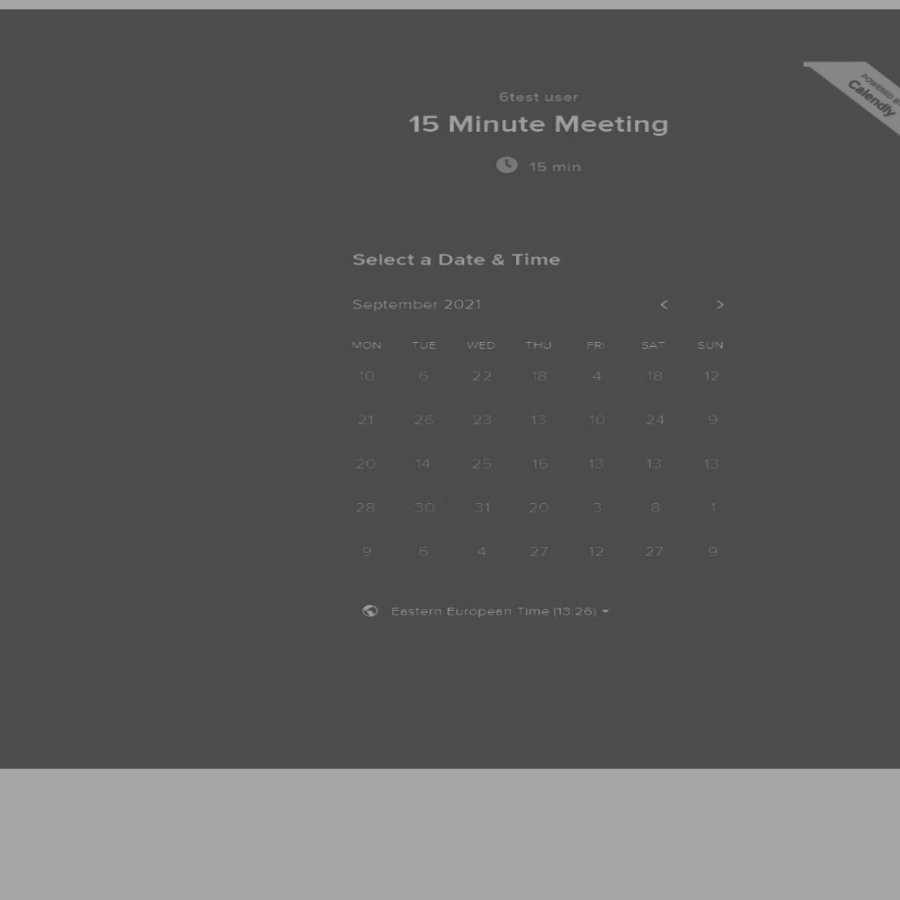 6test user
15 Minute Meeting
15 min
POWERED
Calendly
Select a Date & Time
September 2021 < >
MON TUE WED THU FRI SAT SUN
10 6 22 18 4 18 12
21 26 23 13 10 24 9
20 14 25 16 13 13 13
28 30 31 20 3 8 1
9 6 4 27 12 27 9
Eastern European Time (13:26)